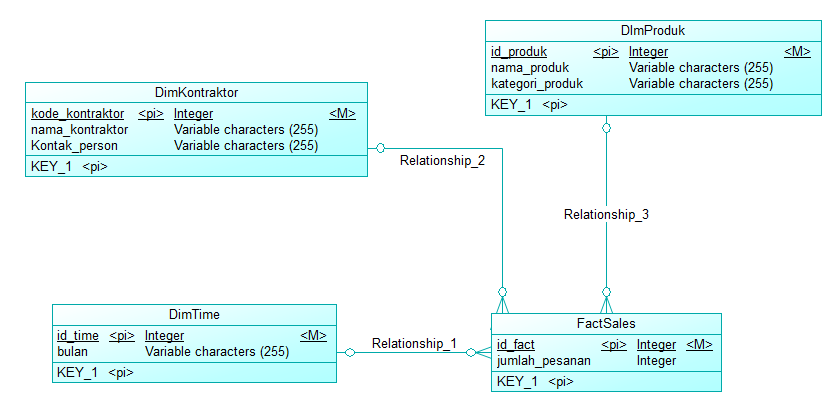 DImProduk
id_produk <pi> Integer <M>
nama_produk Variable characters (255)
kategori_produk Variable characters (255)
KEY_1 <pi>
DimKontraktor
kode_kontraktor <pi> Integer <M>
nama_kontraktor Variable characters (255)
Kontak_person Variable characters (255)
KEY_1 <pi>
Relationship_2
Relationship_3
DimTime
id_time <pi> Integer <M>
bulan Variable characters (255)
KEY_1 <pi>
Relationship_1
FactSales
id_fact <pi> Integer <M>
jumlah_pesanan Integer
KEY_1 <pi>